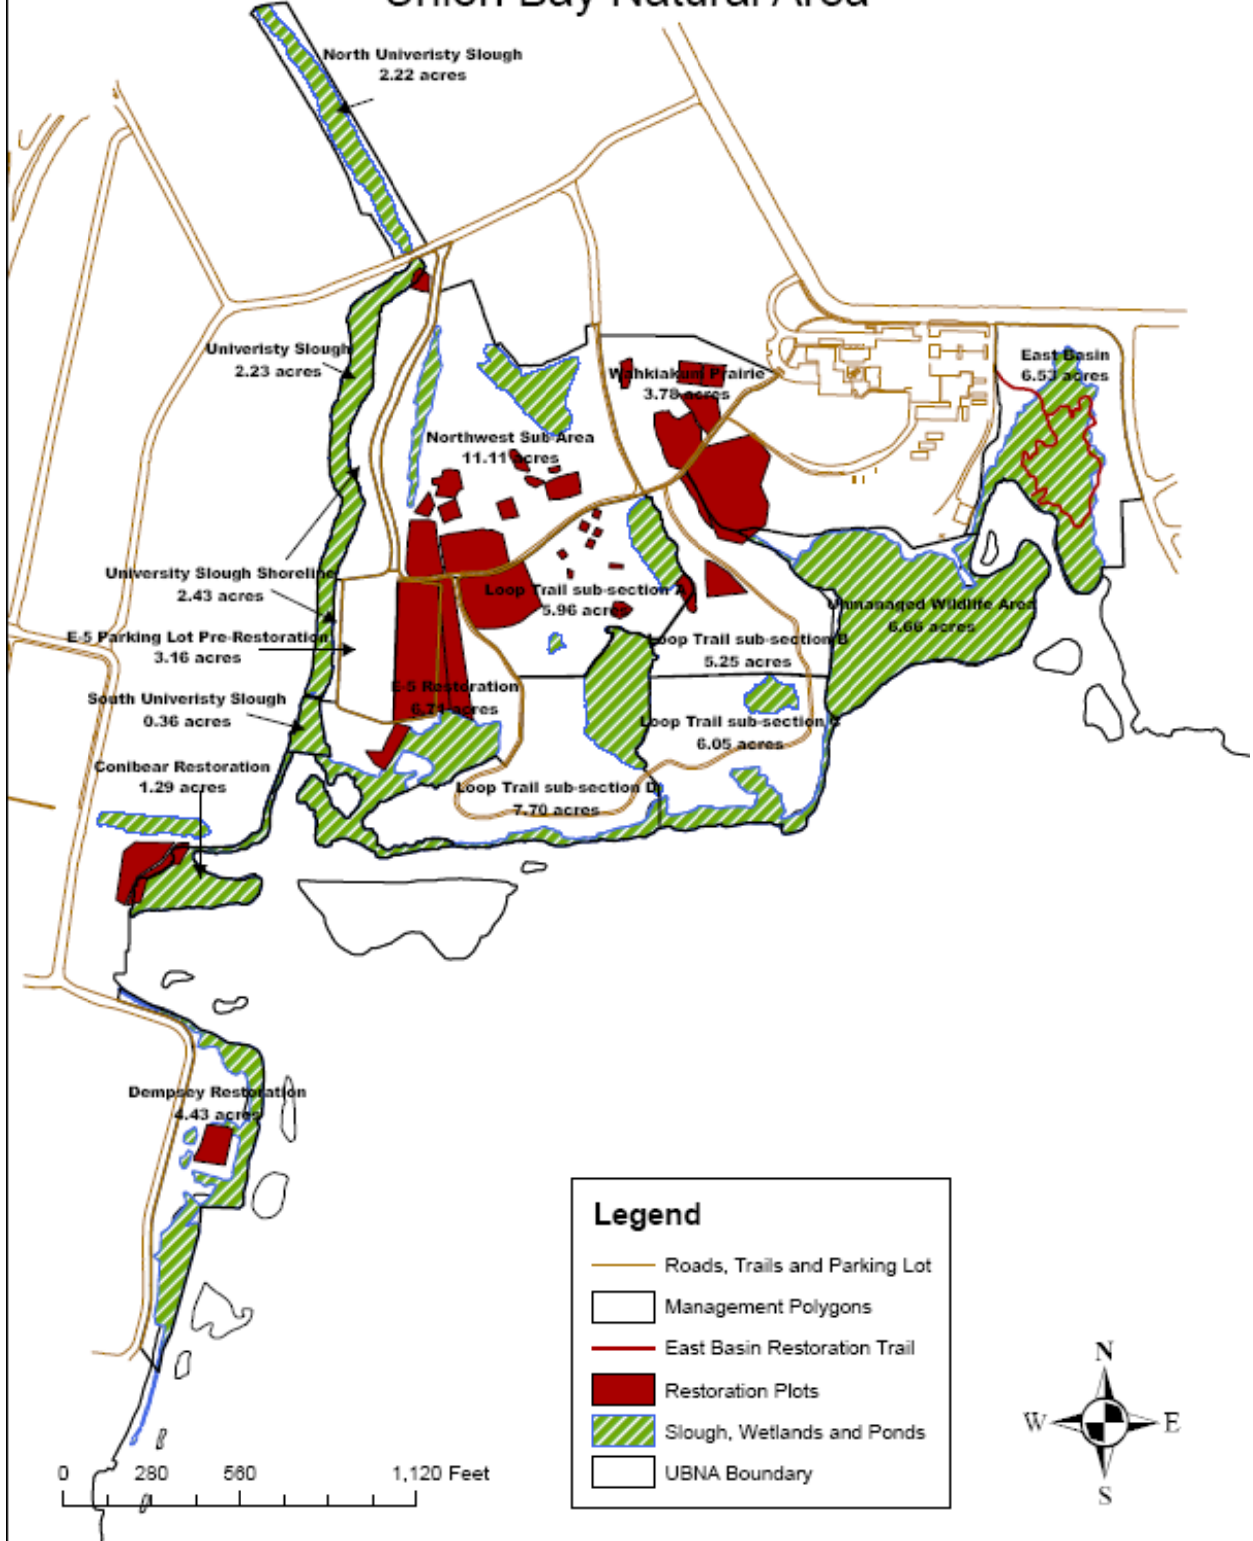 Union Bay Natural Area
North Univeristy Slough
2.22 acres
Univeristy Slough
2.23 acres
East Basin
6.53 acres
Wahkiakum Prairie
3.78 acres
Northwest Sub Area
11.11 acres
University Slough Shoreline
2.43 acres
Loop Trail sub-section A
5.96 acres
Unmanaged Wildlife Area
6.66 acres
E-5 Parking Lot Pre-Restoration
3.16 acres
Loop Trail sub-section B
5.25 acres
South Univeristy Slough
0.36 acres
E-5 Restoration
6.71 acres
Loop Trail sub-section C
6.05 acres
Conibear Restoration
1.29 acres
Loop Trail sub-section D
7.70 acres
Dempsey Restoration
4.43 acres
Legend
Roads, Trails and Parking Lot
Management Polygons
East Basin Restoration Trail
Restoration Plots
Slough, Wetlands and Ponds
UBNA Boundary
N
W E
S
0 280 560 1,120 Feet